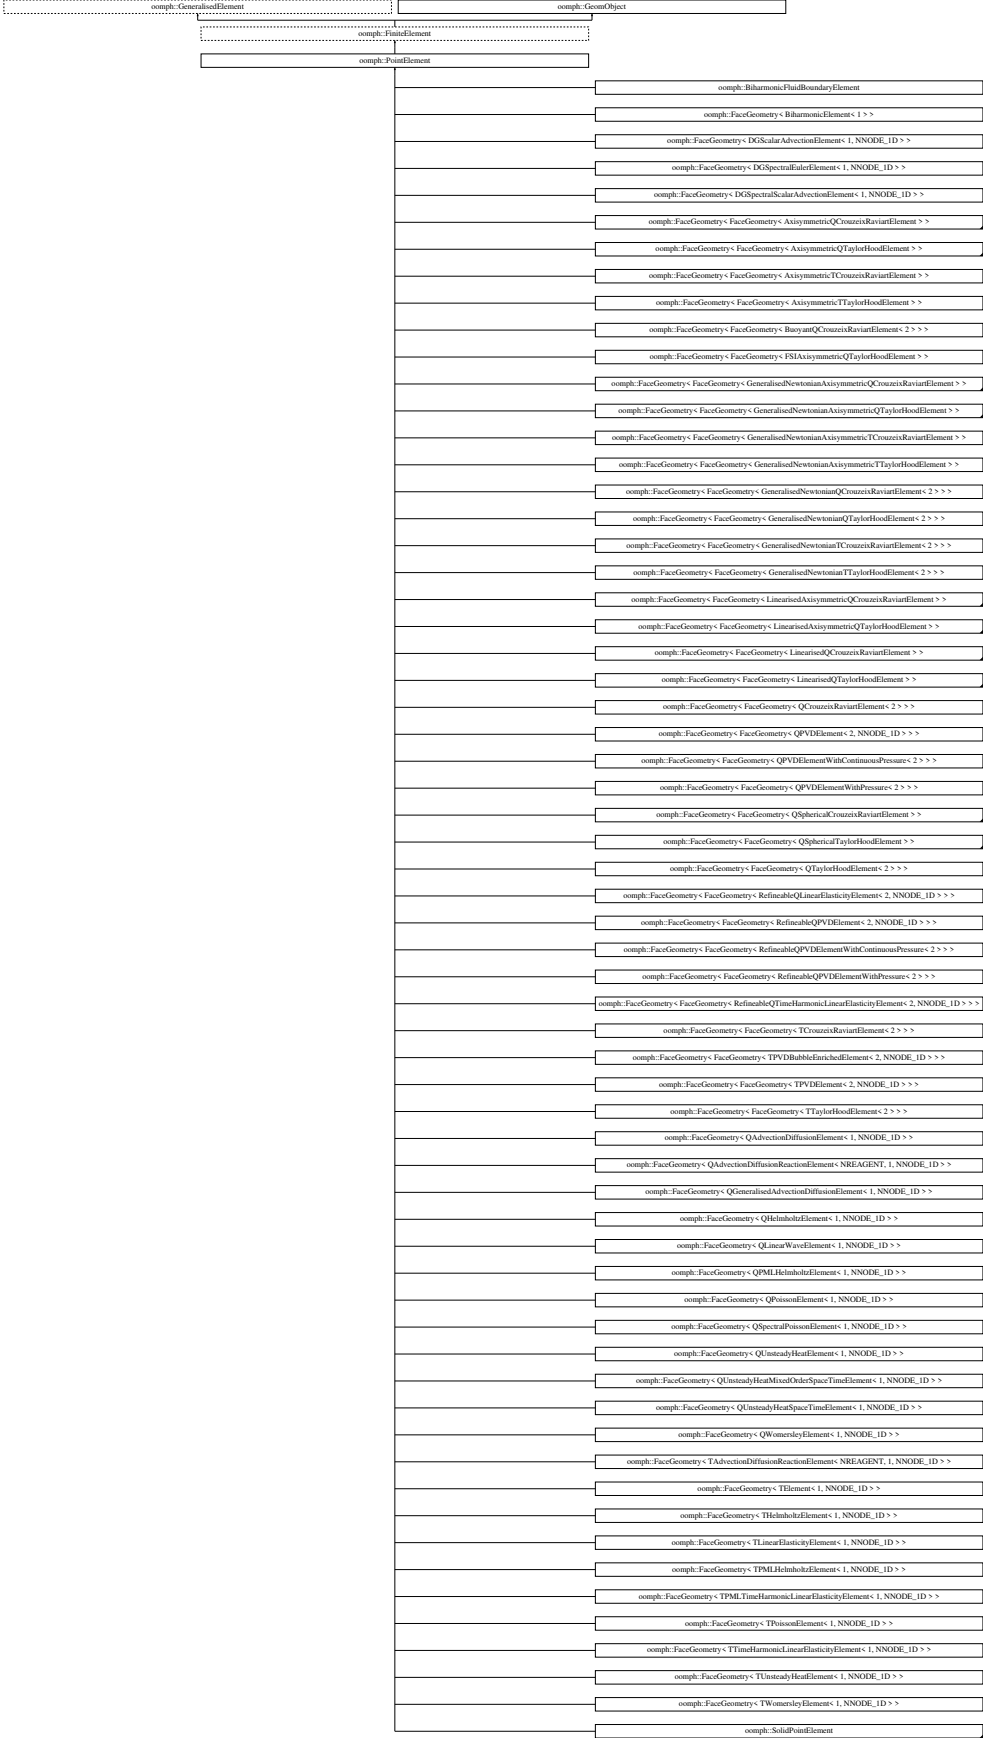 oomph::GeneralisedElement
oomph::GeomObject
oomph::FiniteElement
oomph::PointElement
oomph::BiharmonicFluidBoundaryElement
oomph::FaceGeometry< BiharmonicElement< 1 > >
oomph::FaceGeometry< DGScalarAdvectionElement< 1, NNODE_1D > >
oomph::FaceGeometry< DGSpectralEulerElement< 1, NNODE_1D > >
oomph::FaceGeometry< DGSpectralScalarAdvectionElement< 1, NNODE_1D > >
oomph::FaceGeometry< FaceGeometry< AxisymmetricQCrouzeixRaviartElement > >
oomph::FaceGeometry< FaceGeometry< AxisymmetricQTaylorHoodElement > >
oomph::FaceGeometry< FaceGeometry< AxisymmetricTCrouzeixRaviartElement > >
oomph::FaceGeometry< FaceGeometry< AxisymmetricTTaylorHoodElement > >
oomph::FaceGeometry< FaceGeometry< BuoyantQCrouzeixRaviartElement< 2 > > >
oomph::FaceGeometry< FaceGeometry< FSIAxisymmetricQTaylorHoodElement > >
oomph::FaceGeometry< FaceGeometry< GeneralisedNewtonianAxisymmetricQCrouzeixRaviartElement > >
oomph::FaceGeometry< FaceGeometry< GeneralisedNewtonianAxisymmetricQTaylorHoodElement > >
oomph::FaceGeometry< FaceGeometry< GeneralisedNewtonianAxisymmetricTCrouzeixRaviartElement > >
oomph::FaceGeometry< FaceGeometry< GeneralisedNewtonianAxisymmetricTTaylorHoodElement > >
oomph::FaceGeometry< FaceGeometry< GeneralisedNewtonianQCrouzeixRaviartElement< 2 > > >
oomph::FaceGeometry< FaceGeometry< GeneralisedNewtonianQTaylorHoodElement< 2 > > >
oomph::FaceGeometry< FaceGeometry< GeneralisedNewtonianTCrouzeixRaviartElement< 2 > > >
oomph::FaceGeometry< FaceGeometry< GeneralisedNewtonianTTaylorHoodElement< 2 > > >
oomph::FaceGeometry< FaceGeometry< LinearisedAxisymmetricQCrouzeixRaviartElement > >
oomph::FaceGeometry< FaceGeometry< LinearisedAxisymmetricQTaylorHoodElement > >
oomph::FaceGeometry< FaceGeometry< LinearisedQCrouzeixRaviartElement > >
oomph::FaceGeometry< FaceGeometry< LinearisedQTaylorHoodElement > >
oomph::FaceGeometry< FaceGeometry< QCrouzeixRaviartElement< 2 > > >
oomph::FaceGeometry< FaceGeometry< QPVDElement< 2, NNODE_1D > > >
oomph::FaceGeometry< FaceGeometry< QPVDElementWithContinuousPressure< 2 > > >
oomph::FaceGeometry< FaceGeometry< QPVDElementWithPressure< 2 > > >
oomph::FaceGeometry< FaceGeometry< QSphericalCrouzeixRaviartElement > >
oomph::FaceGeometry< FaceGeometry< QSphericalTaylorHoodElement > >
oomph::FaceGeometry< FaceGeometry< QTaylorHoodElement< 2 > > >
oomph::FaceGeometry< FaceGeometry< RefineableQLinearElasticityElement< 2, NNODE_1D > > >
oomph::FaceGeometry< FaceGeometry< RefineableQPVDElement< 2, NNODE_1D > > >
oomph::FaceGeometry< FaceGeometry< RefineableQPVDElementWithContinuousPressure< 2 > > >
oomph::FaceGeometry< FaceGeometry< RefineableQPVDElementWithPressure< 2 > > >
oomph::FaceGeometry< FaceGeometry< RefineableQTimeHarmonicLinearElasticityElement< 2, NNODE_1D > > >
oomph::FaceGeometry< FaceGeometry< TCrouzeixRaviartElement< 2 > > >
oomph::FaceGeometry< FaceGeometry< TPVDBubbleEnrichedElement< 2, NNODE_1D > > >
oomph::FaceGeometry< FaceGeometry< TPVDElement< 2, NNODE_1D > > >
oomph::FaceGeometry< FaceGeometry< TTaylorHoodElement< 2 > > >
oomph::FaceGeometry< QAdvectionDiffusionElement< 1, NNODE_1D > >
oomph::FaceGeometry< QAdvectionDiffusionReactionElement< NREAGENT, 1, NNODE_1D > >
oomph::FaceGeometry< QGeneralisedAdvectionDiffusionElement< 1, NNODE_1D > >
oomph::FaceGeometry< QHelmholtzElement< 1, NNODE_1D > >
oomph::FaceGeometry< QLinearWaveElement< 1, NNODE_1D > >
oomph::FaceGeometry< QPMLHelmholtzElement< 1, NNODE_1D > >
oomph::FaceGeometry< QPoissonElement< 1, NNODE_1D > >
oomph::FaceGeometry< QSpectralPoissonElement< 1, NNODE_1D > >
oomph::FaceGeometry< QUnsteadyHeatElement< 1, NNODE_1D > >
oomph::FaceGeometry< QUnsteadyHeatMixedOrderSpaceTimeElement< 1, NNODE_1D > >
oomph::FaceGeometry< QUnsteadyHeatSpaceTimeElement< 1, NNODE_1D > >
oomph::FaceGeometry< QWomersleyElement< 1, NNODE_1D > >
oomph::FaceGeometry< TAdvectionDiffusionReactionElement< NREAGENT, 1, NNODE_1D > >
oomph::FaceGeometry< TElement< 1, NNODE_1D > >
oomph::FaceGeometry< THelmholtzElement< 1, NNODE_1D > >
oomph::FaceGeometry< TLinearElasticityElement< 1, NNODE_1D > >
oomph::FaceGeometry< TPMLHelmholtzElement< 1, NNODE_1D > >
oomph::FaceGeometry< TPMLTimeHarmonicLinearElasticityElement< 1, NNODE_1D > >
oomph::FaceGeometry< TPoissonElement< 1, NNODE_1D > >
oomph::FaceGeometry< TTimeHarmonicLinearElasticityElement< 1, NNODE_1D > >
oomph::FaceGeometry< TUnsteadyHeatElement< 1, NNODE_1D > >
oomph::FaceGeometry< TWomersleyElement< 1, NNODE_1D > >
oomph::SolidPointElement